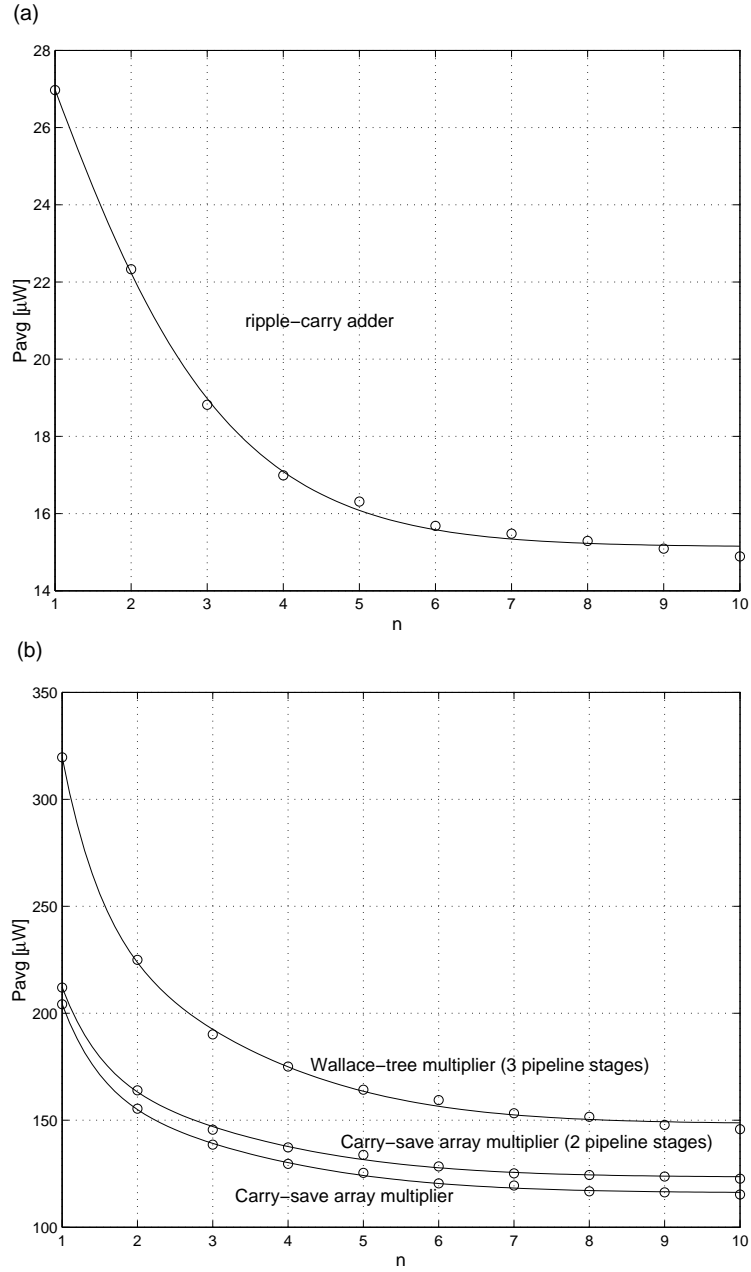 (a)
28
26
24
22
20
18
16
14
Pavg [µW]
ripple−carry adder
1 2 3 4 5 6 7 8 9 10
n
(b)
350
300
250
200
150
100
Pavg [µW]
Wallace−tree multiplier (3 pipeline stages)
Carry−save array multiplier (2 pipeline stages)
Carry−save array multiplier
1 2 3 4 5 6 7 8 9 10
n